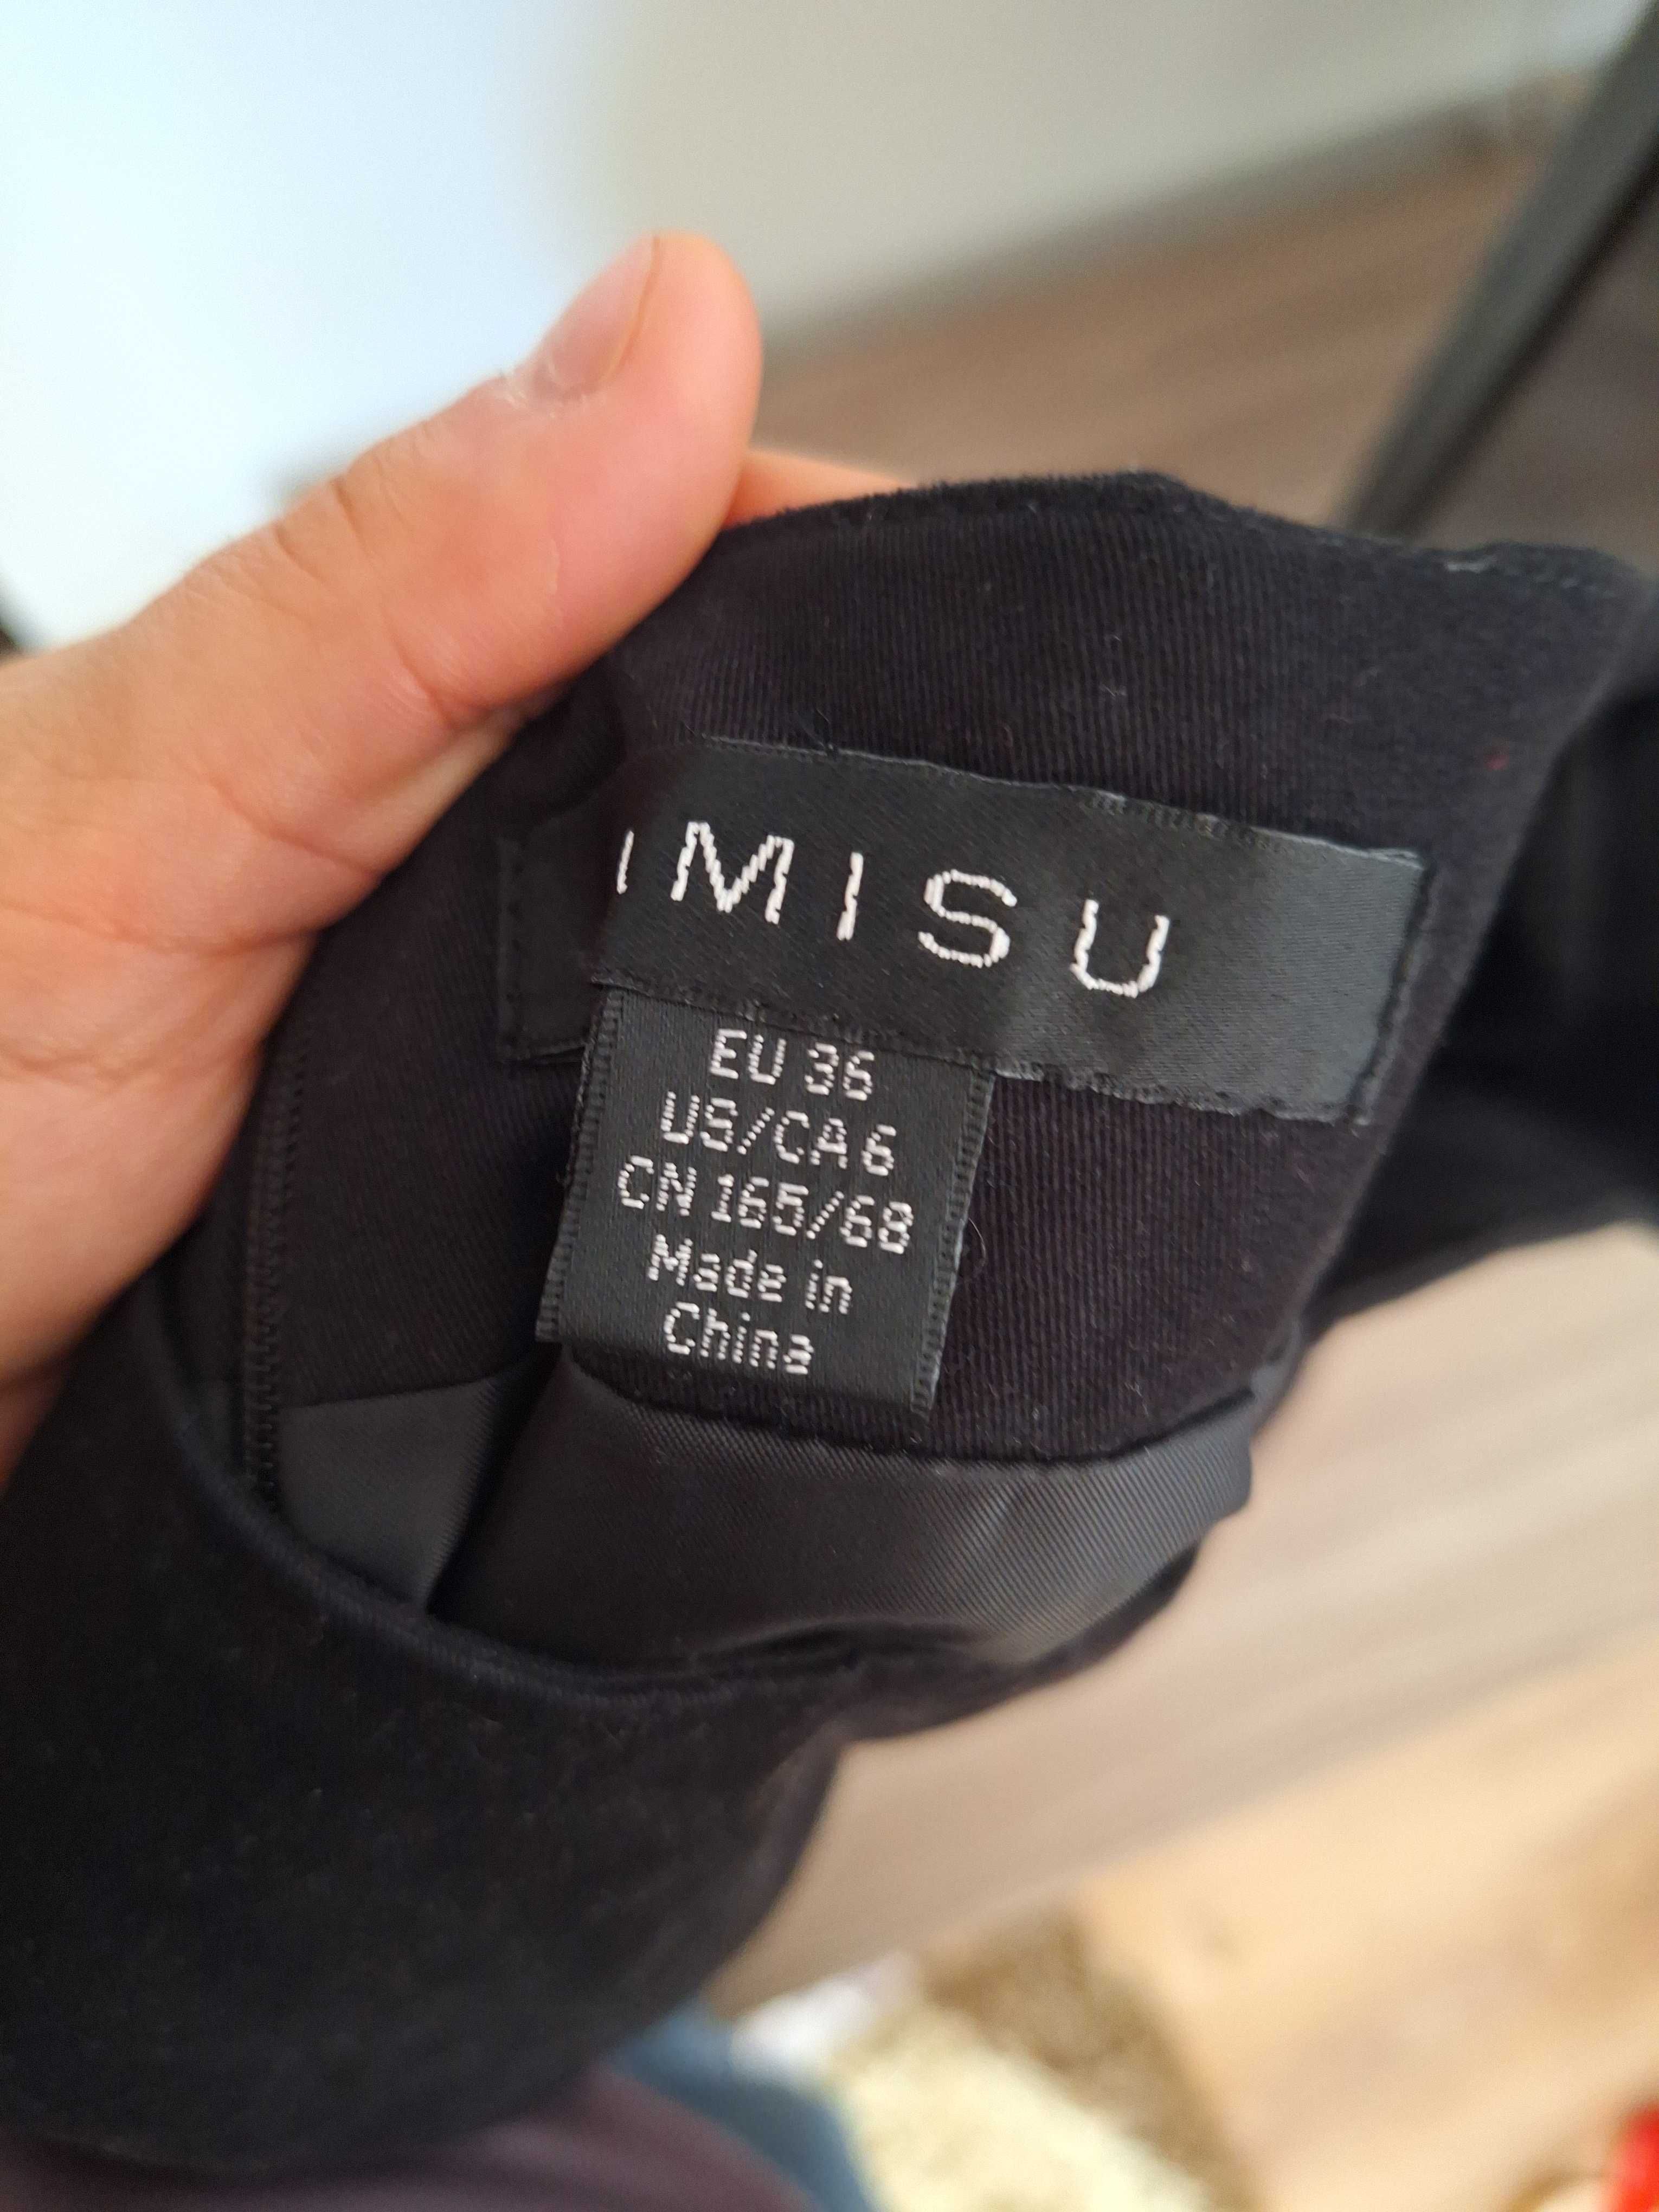 IMISU
EU 36
US/CA 6
CN 165/68
Made in
China